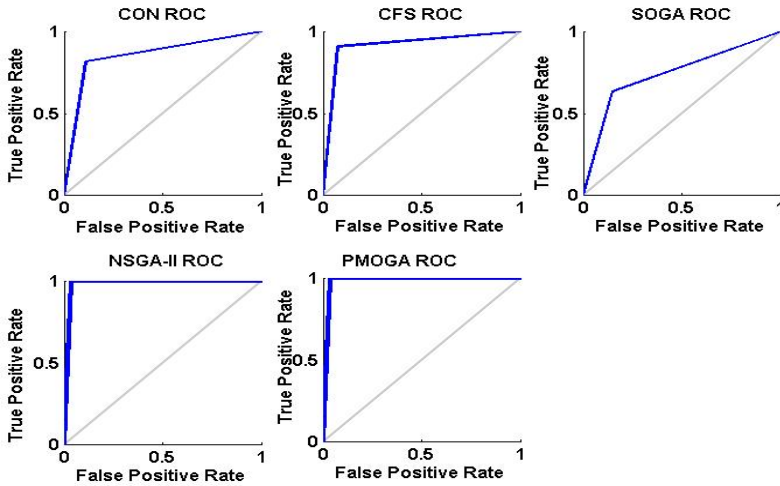 CON ROC
1
True Positive Rate
0.5
0
0
0.5
1
False Positive Rate
CFS ROC
1
True Positive Rate
0.5
0
0
0.5
1
False Positive Rate
SOGA ROC
1
True Positive Rate
0.5
0
0
0.5
1
False Positive Rate
NSGA-II ROC
1
True Positive Rate
0.5
0
0
0.5
1
False Positive Rate
PMOGA ROC
1
True Positive Rate
0.5
0
0
0.5
1
False Positive Rate